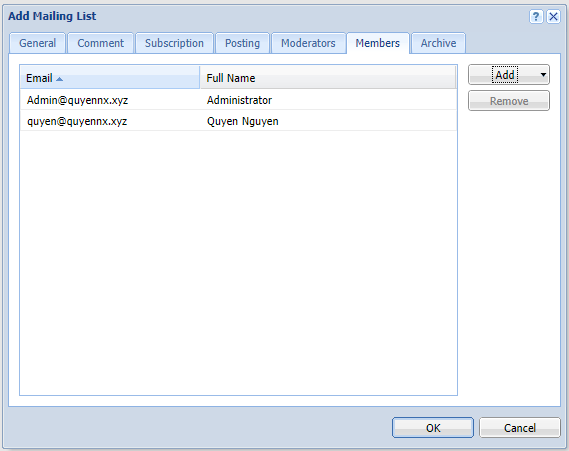 Add Mailing List
General Comment Subscription Posting Moderators Members Archive
Email Full Name Add
Admin@quyennx.xyz Administrator Remove
quyen@quyennx.xyz Quyen Nguyen
OK Cancel